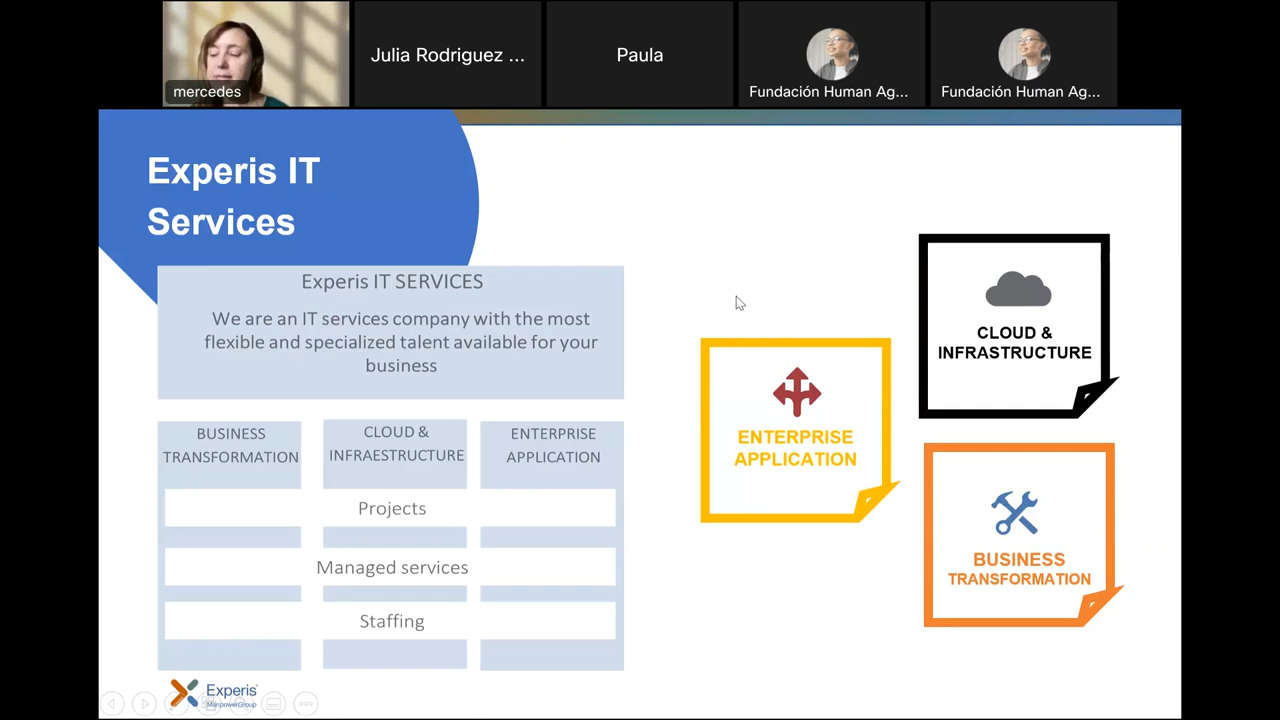 mercedes
Julia Rodriguez ...
Paula
Fundación Human Ag...
Fundación Human Ag...
Experis IT
Services
Experis IT SERVICES
We are an IT services company with the most
flexible and specialized talent available for your
business
BUSINESS
TRANSFORMATION
CLOUD &
INFRAESTRUCTURE
ENTERPRISE
APPLICATION
Projects
Managed services
Staffing
ENTERPRISE
APPLICATION
CLOUD &
INFRASTRUCTURE
BUSINESS
TRANSFORMATION
Experis
ManpowerGroup